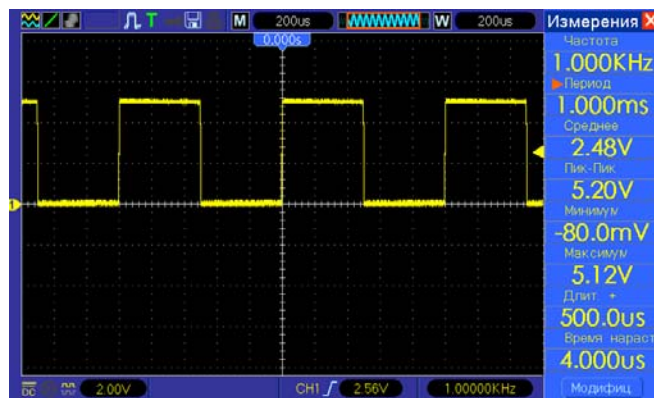 T M 200us W 200us Измерения
0.000s
Частота
1.000KHz
Период
1.000ms
Среднее
2.48V
Пик-Пик
5.20V
Минимум
-80.0mV
Максимум
5.12V
Длит. +
500.0us
Время нараст
4.000us
1
DC 2.00V CH1 2.56V 1.00000KHz Модифиц